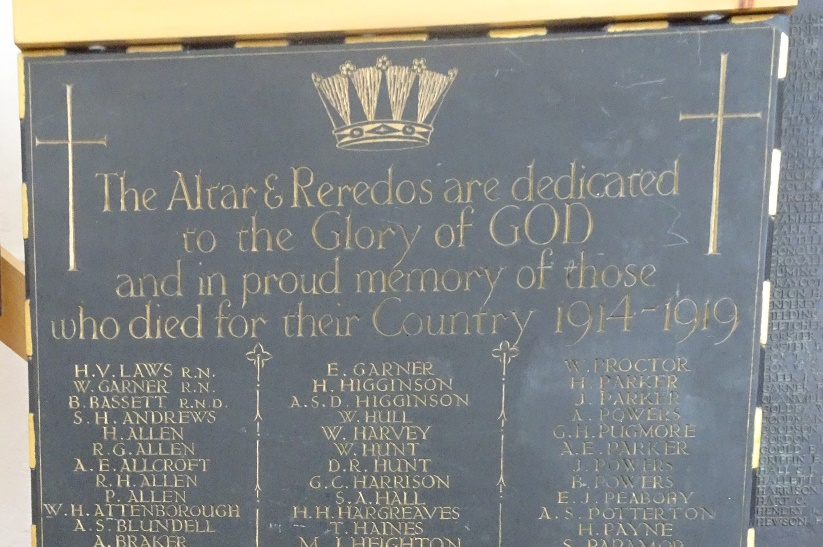 The Altar & Reredos are dedicated
to the Glory of GOD
and in proud memory of those
who died for their Country 1914-1919
H.V. LAWS R.N.
W. GARNER R.N.
B. BASSETT R.N.D.
S.H. ANDREWS
H. ALLEN
R.G. ALLEN
A.E. ALLCROFT
R.H. ALLEN
P. ALLEN
W.H. ATTENBOROUGH
A.S. BLUNDELL
A. BRAKER
E. GARNER
H. HIGGINSON
A.S.D. HIGGINSON
W. HULL
W. HARVEY
W. HUNT
D.R. HUNT
G.C. HARRISON
S.A. HALL
H.H. HARGREAVES
T. HAINES
M.J. HEIGHTON
W. PROCTOR
H. PARKER
J. PARKER
A. POWERS
G.H. PUGMORE
A.E. PARKER
J. POWERS
B. POWERS
E.J. PEABODY
A.S. POTTERTON
H. PAYNE
S. PARAMOR